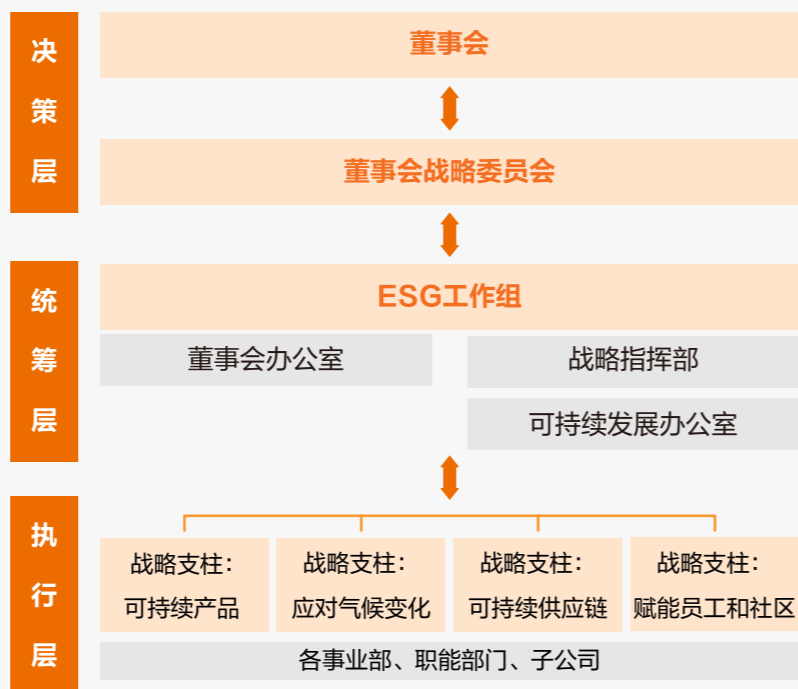 决策层
董事会
董事会战略委员会
统筹层
ESG工作组
董事会办公室
战略指挥部
可持续发展办公室
执行层
战略支柱：
可持续产品
战略支柱：
应对气候变化
战略支柱：
可持续供应链
战略支柱：
赋能员工和社区
各事业部、职能部门、子公司